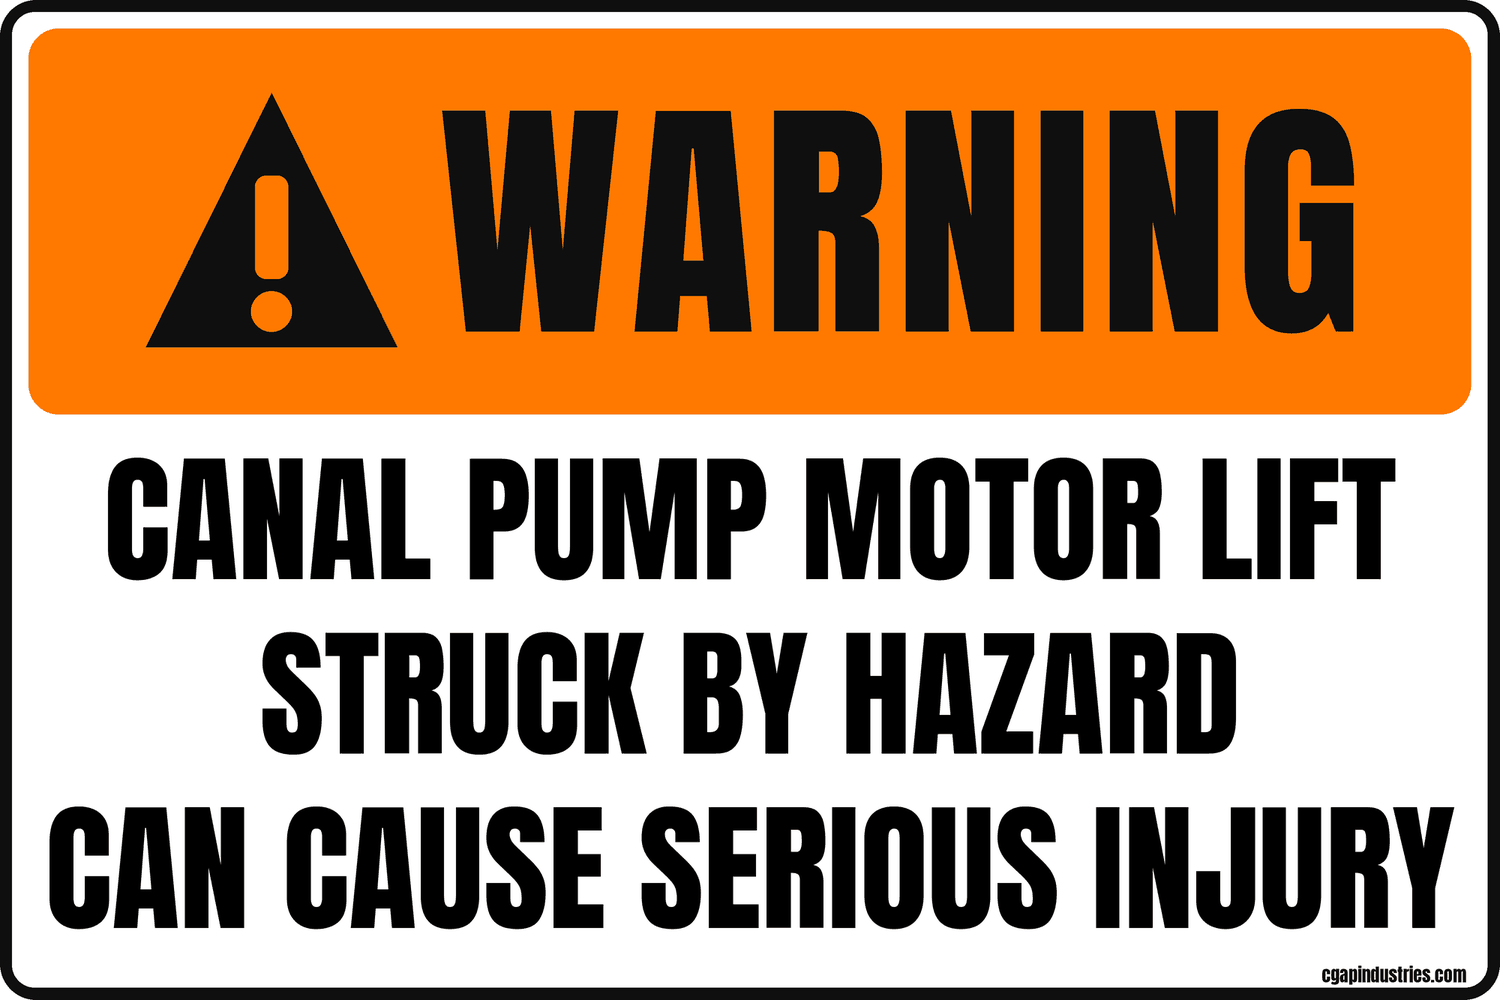 WARNING
CANAL PUMP MOTOR LIFT
STRUCK BY HAZARD
CAN CAUSE SERIOUS INJURY
cgapindustries.com